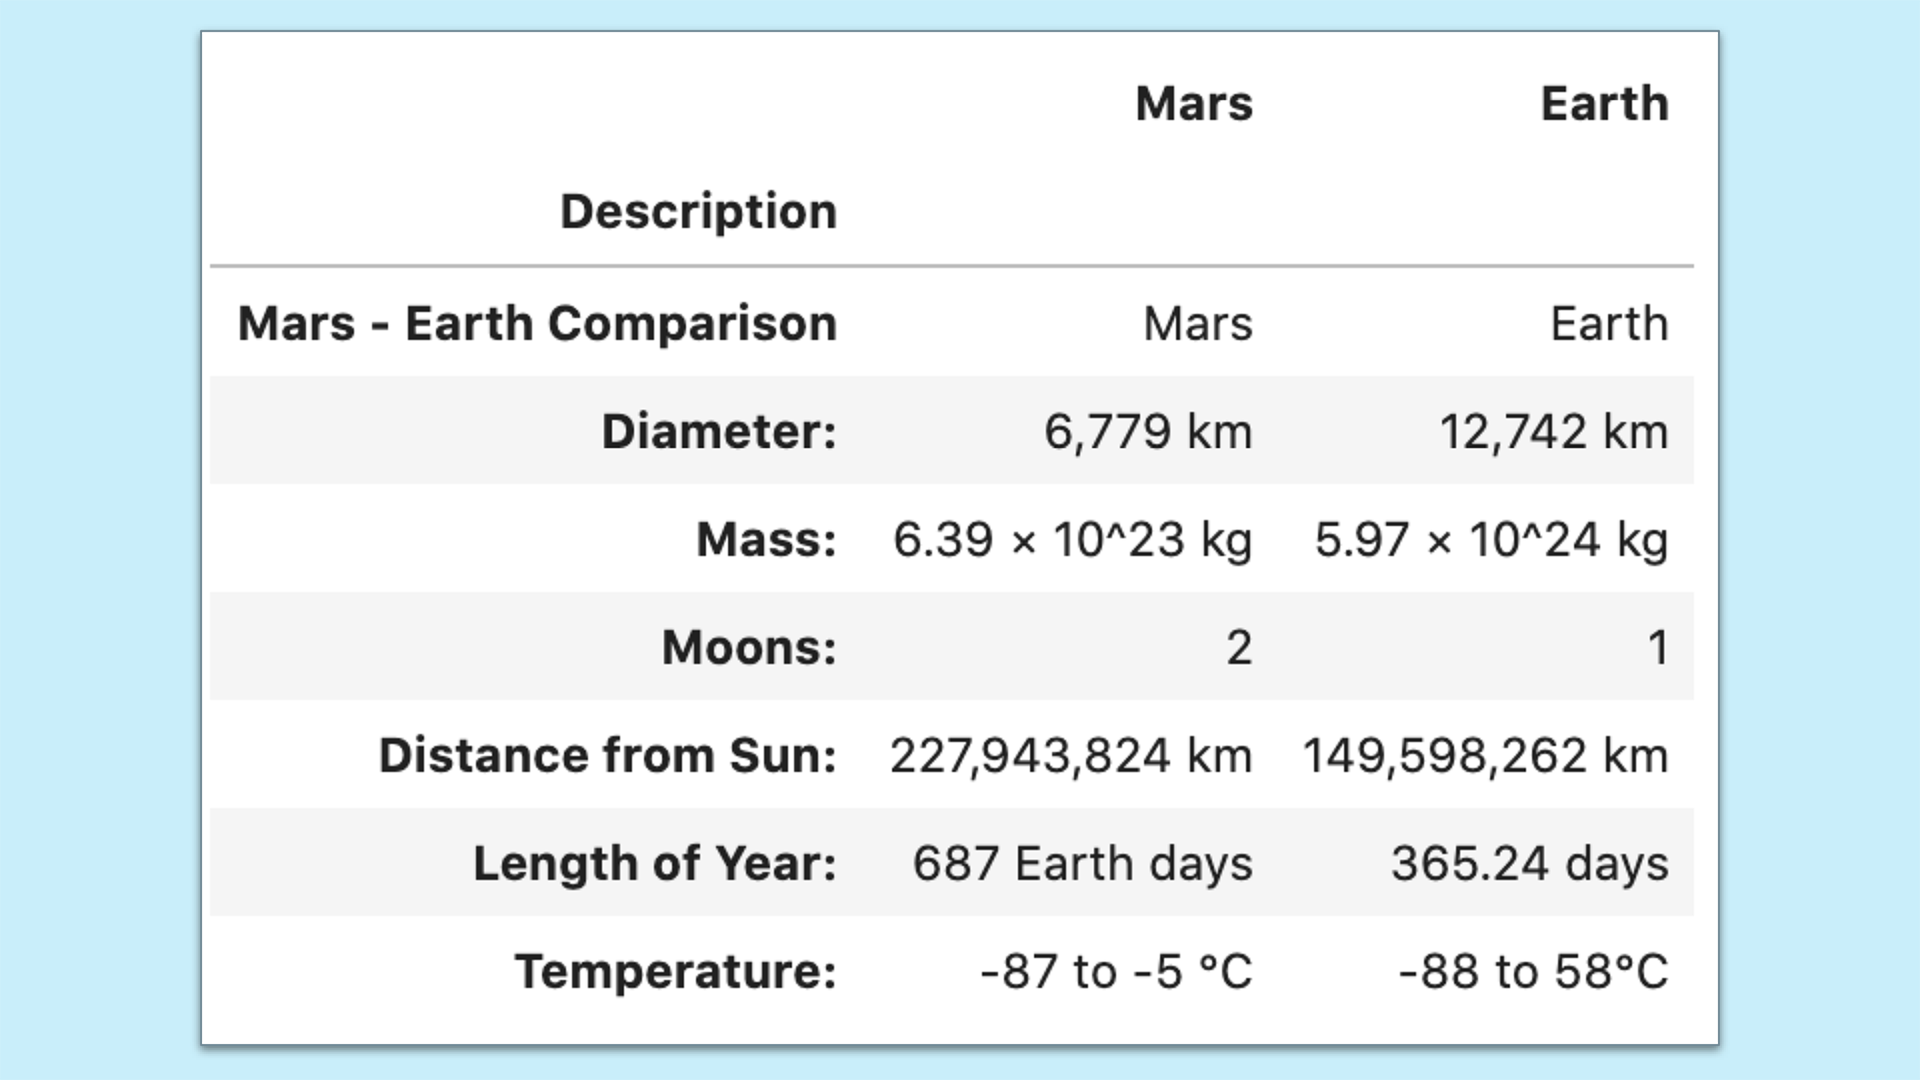 Mars Earth
Description
Mars - Earth Comparison Mars Earth
Diameter: 6,779 km 12,742 km
Mass: 6.39 × 10^23 kg 5.97 × 10^24 kg
Moons: 2 1
Distance from Sun: 227,943,824 km 149,598,262 km
Length of Year: 687 Earth days 365.24 days
Temperature: -87 to -5 °C -88 to 58°C